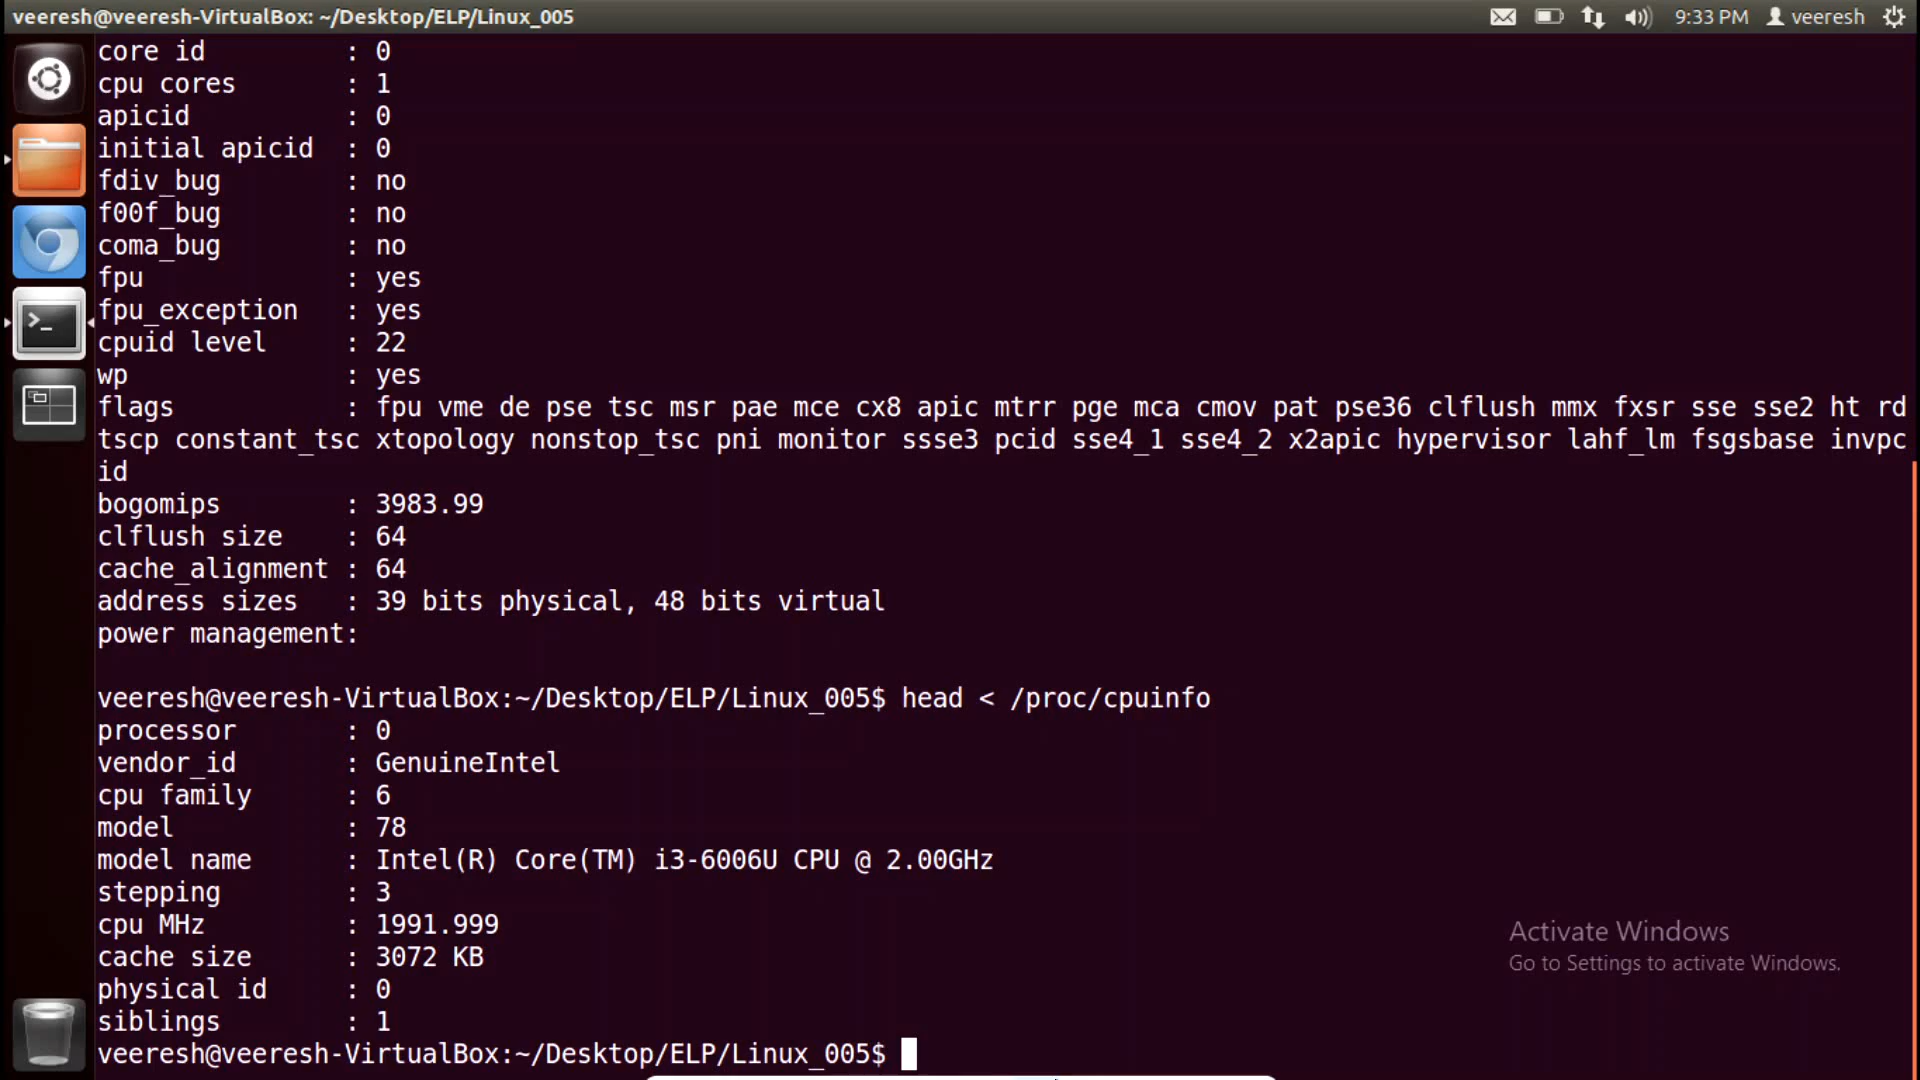 veeresh@veeresh-VirtualBox: ~/Desktop/ELP/Linux_005 9:33 PM veeresh
core id : 0
cpu cores : 1
apicid : 0
initial apicid : 0
fdiv_bug : no
f00f_bug : no
coma_bug : no
fpu : yes
fpu_exception : yes
cpuid level : 22
wp : yes
flags : fpu vme de pse tsc msr pae mce cx8 apic mtrr pge mca cmov pat pse36 clflush mmx fxsr sse sse2 ht rd
tscp constant_tsc xtopology nonstop_tsc pni monitor ssse3 pcid sse4_1 sse4_2 x2apic hypervisor lahf_lm fsgsbase invpc
id
bogomips : 3983.99
clflush size : 64
cache_alignment : 64
address sizes : 39 bits physical, 48 bits virtual
power management:
veeresh@veeresh-VirtualBox:~/Desktop/ELP/Linux_005$ head < /proc/cpuinfo
processor : 0
vendor_id : GenuineIntel
cpu family : 6
model : 78
model name : Intel(R) Core(TM) i3-6006U CPU @ 2.00GHz
stepping : 3
cpu MHz : 1991.999
cache size : 3072 KB
physical id : 0
siblings : 1
veeresh@veeresh-VirtualBox:~/Desktop/ELP/Linux_005$
Activate Windows
Go to Settings to activate Windows.